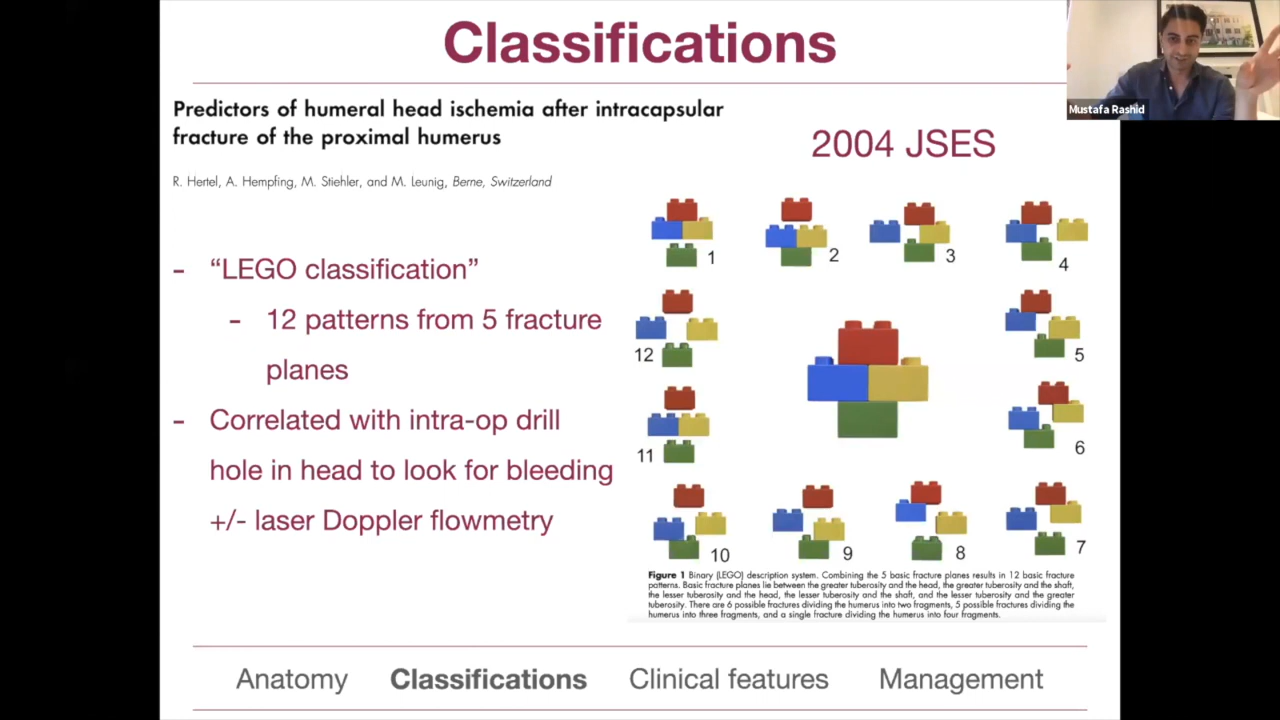 Classifications
Mustafa Rashid
Predictors of humeral head ischemia after intracapsular
fracture of the proximal humerus
2004 JSES
R. Hertel, A. Hempfing, M. Stiehler, and M. Leunig, Berne, Switzerland
- “LEGO classification”
- 12 patterns from 5 fracture
planes
- Correlated with intra-op drill
hole in head to look for bleeding
+/- laser Doppler flowmetry
1
2
3
4
12
5
11
6
10
9
8
7
Figure 1 Binary (LEGO) description system. Combining the 5 basic fracture planes results in 12 basic fracture
patterns. Basic fracture planes lie between the greater tuberosity and the head, the greater tuberosity and the shaft,
the lesser tuberosity and the head, the lesser tuberosity and the shaft, and the lesser tuberosity and the greater
tuberosity. There are 6 possible fractures dividing the humerus into two fragments, 5 possible fractures dividing the
humerus into three fragments, and a single fracture dividing the humerus into four fragments.
Anatomy Classifications Clinical features Management